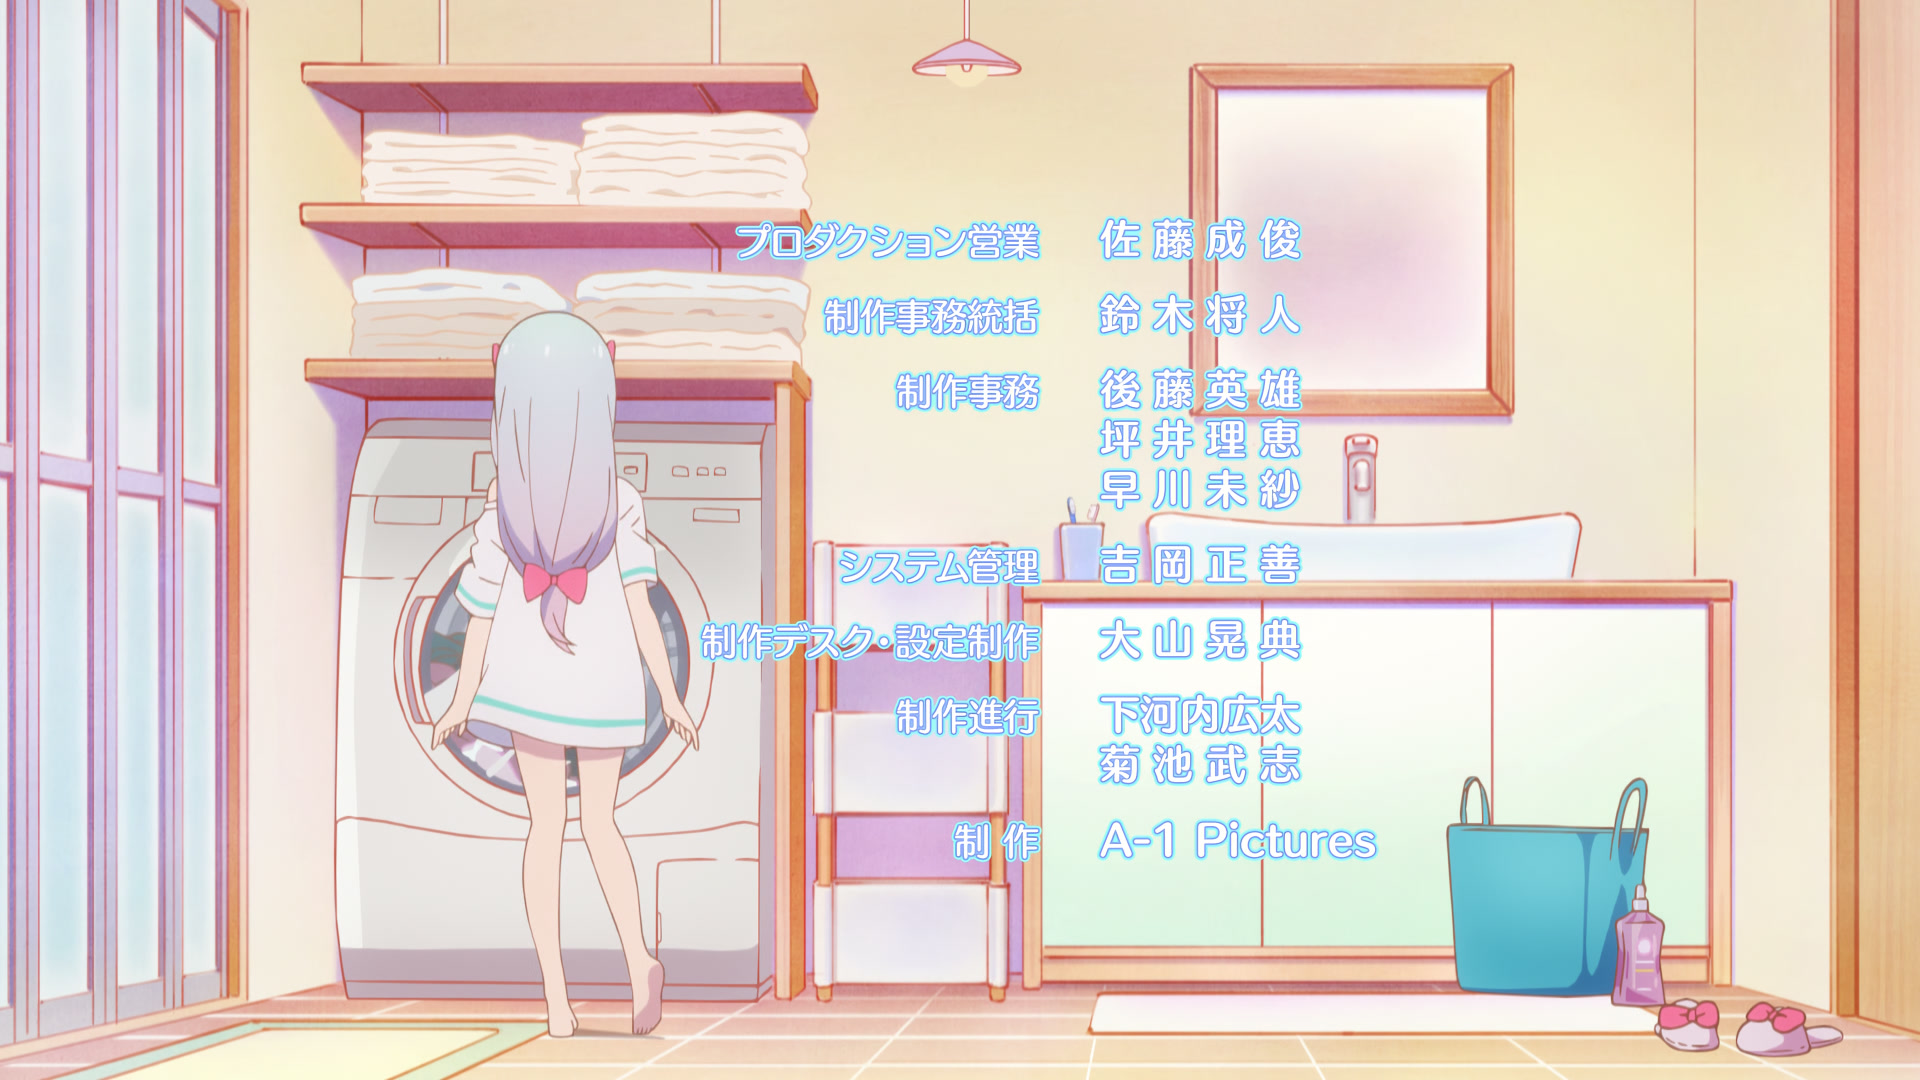 プロダクション営業 佐藤成俊
制作事務統括 鈴木将人
制作事務 後藤英雄
坪井理恵
早川未紗
システム管理 吉岡正善
制作デスク・設定制作 大山晃典
制作進行 下河内広太
菊池武志
制作 A-1 Pictures